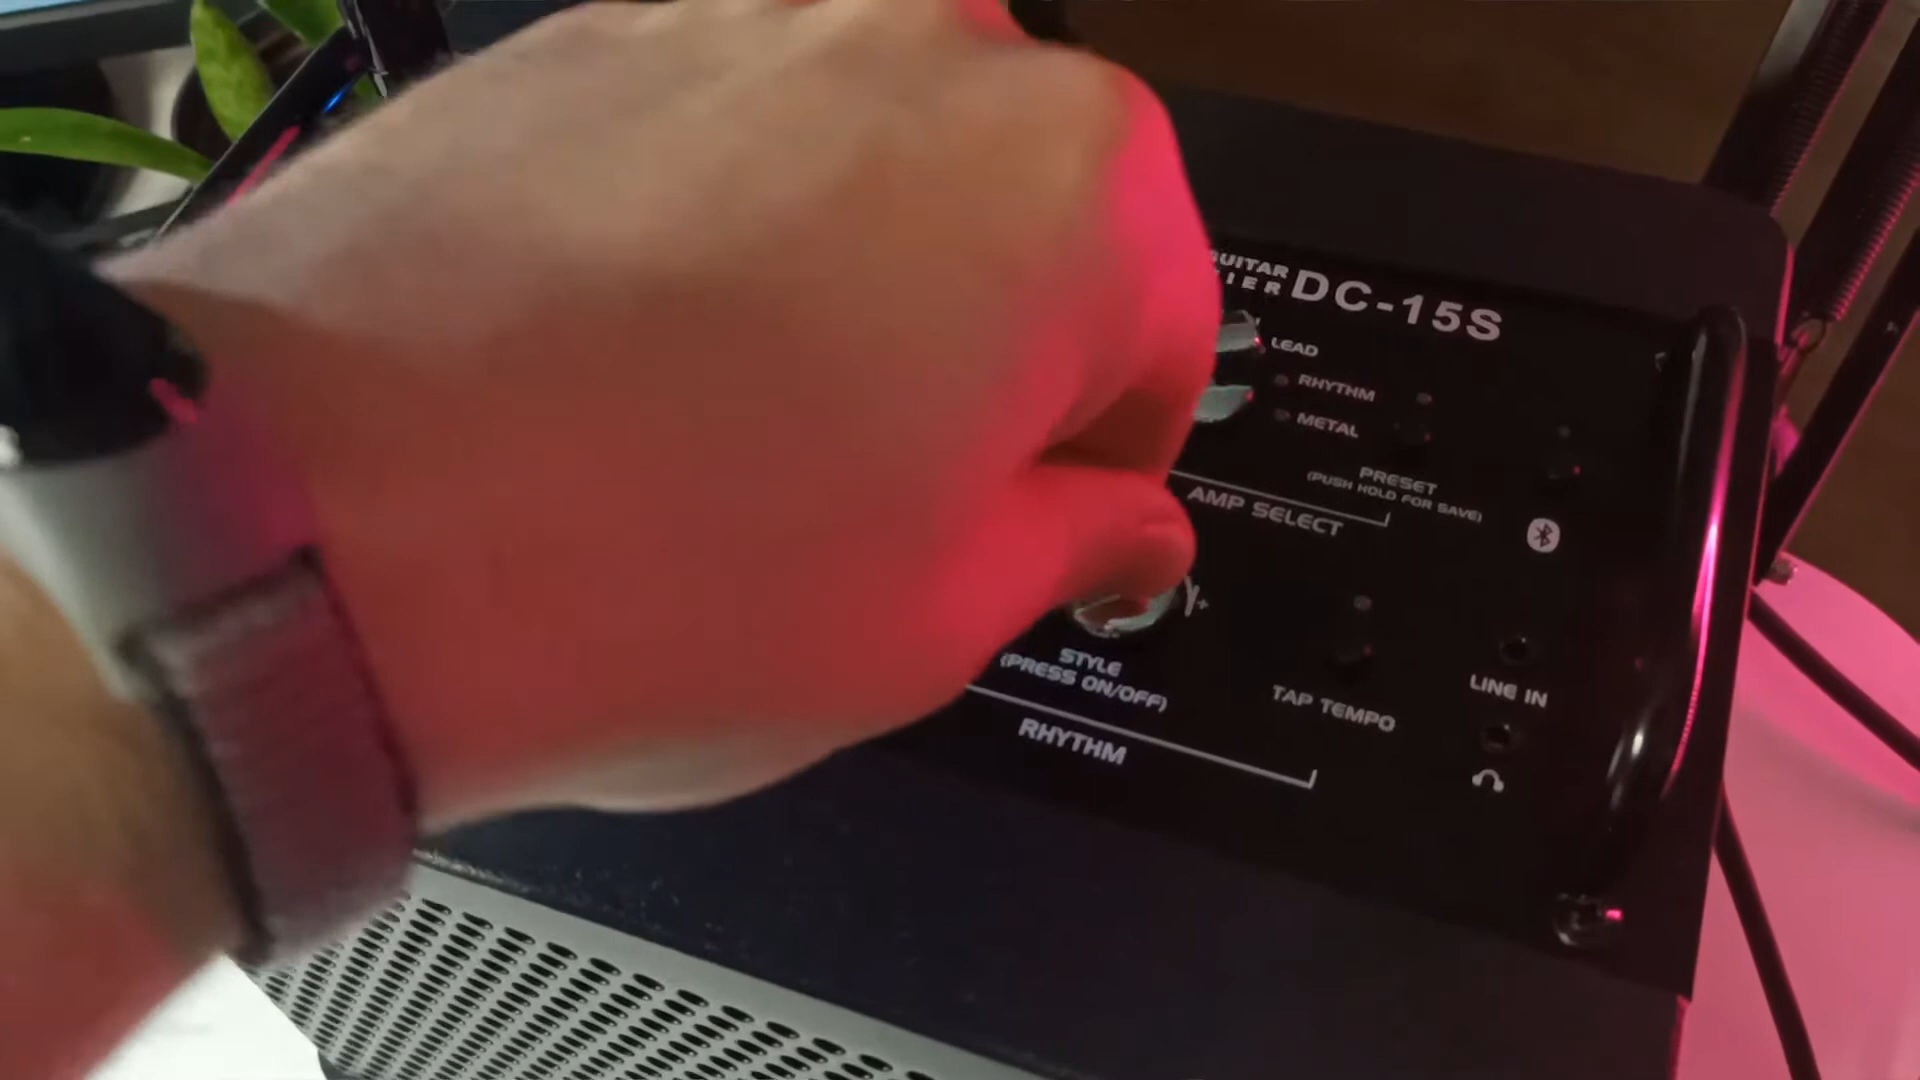 DC-15S
LEAD
RHYTHM
METAL
PRESET
(PUSH HOLD FOR SAVE)
AMP SELECT
STYLE
(PRESS ON/OFF)
TAP TEMPO
LINE IN
RHYTHM